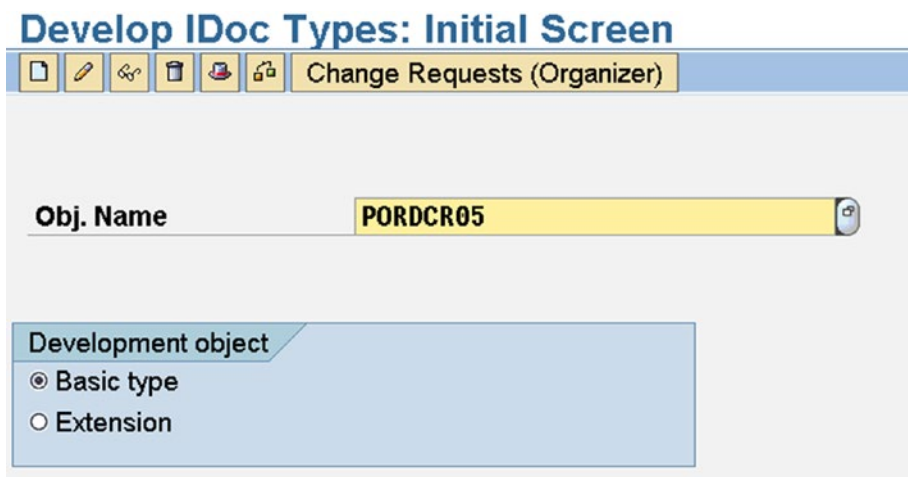 Develop IDoc Types: Initial Screen
Change Requests (Organizer)
Obj. Name PORDCR05
Development object
Basic type
Extension